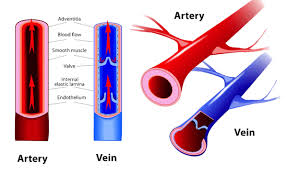 Adventitia
Blood flow
Smooth muscle
Valve
Internal
elastic lamina
Endothelium
Artery
Vein
Artery
Vein